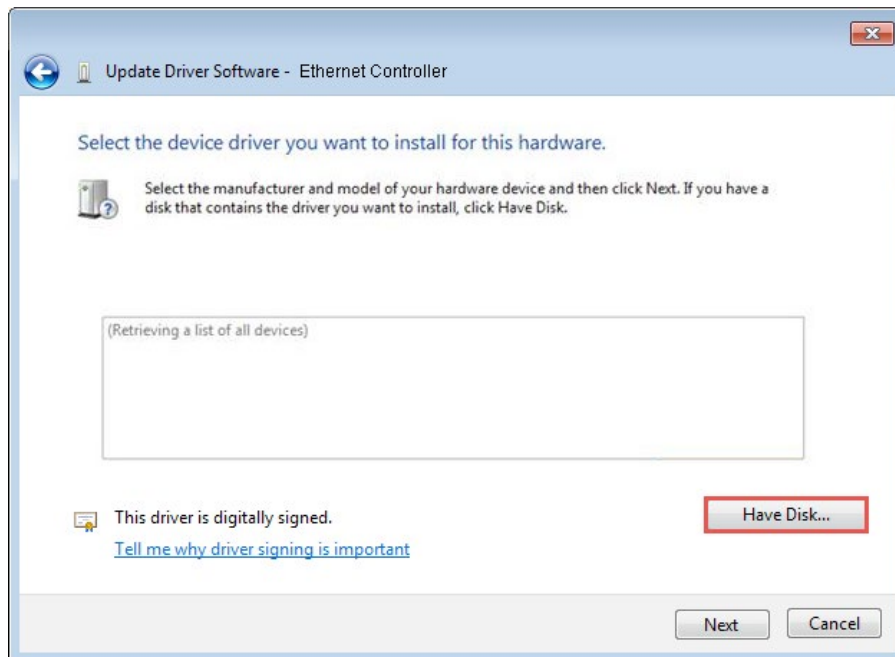 Update Driver Software - Ethernet Controller
Select the device driver you want to install for this hardware.
Select the manufacturer and model of your hardware device and then click Next. If you have a
disk that contains the driver you want to install, click Have Disk.
(Retrieving a list of all devices)
This driver is digitally signed.
Have Disk...
Tell me why driver signing is important
Next
Cancel